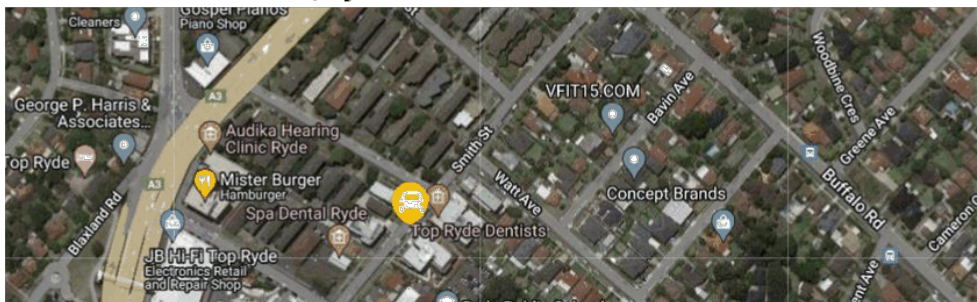 Gospel Pianos
Piano Shop
Cleaners
St
A3
George P. Harris &
Associates...
Audika Hearing
Clinic Ryde
Top Ryde
VFIT15.COM
Bavin Ave
Woodbine Cres
Greene Ave
Smith St
Mister Burger
Hamburger
A3
Spa Dental Ryde
Watt Ave
Concept Brands
Buffalo Rd
Blaxland Rd
Top Ryde Dentists
JB HI-FI Top Ryde
Electronics Retail
and Repair Shop